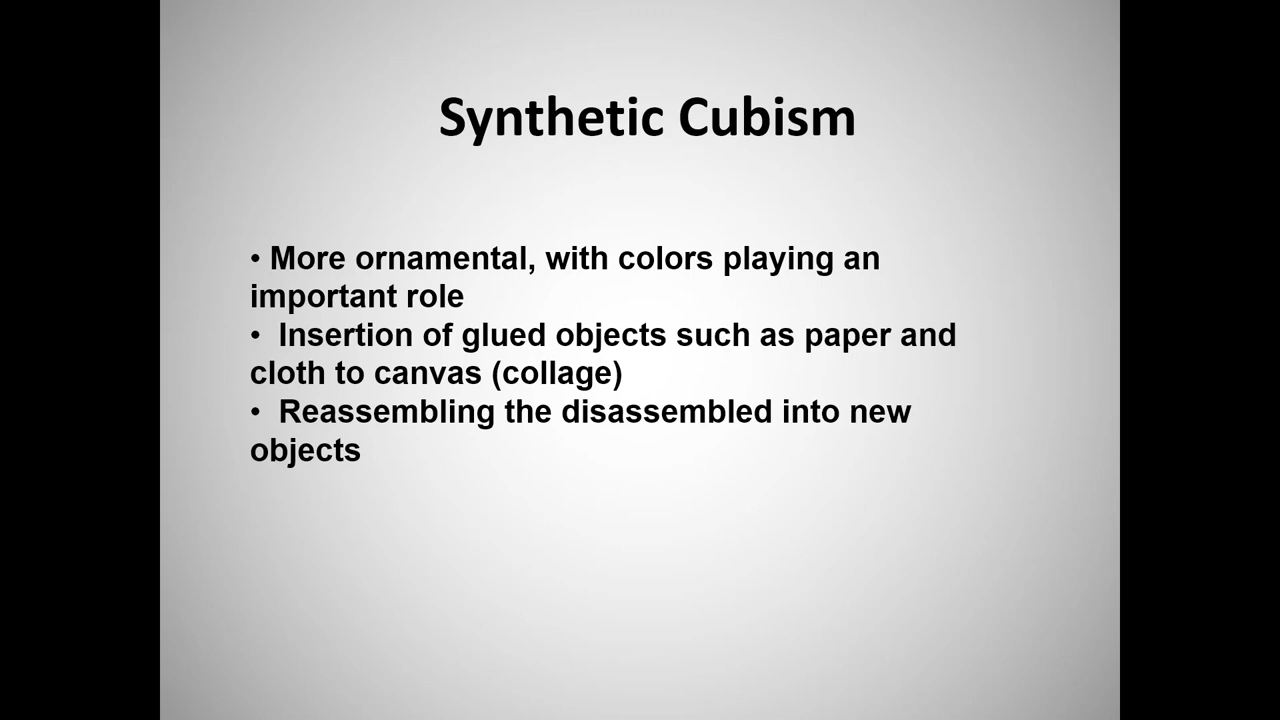 Synthetic Cubism
• More ornamental, with colors playing an
important role
• Insertion of glued objects such as paper and
cloth to canvas (collage)
• Reassembling the disassembled into new
objects